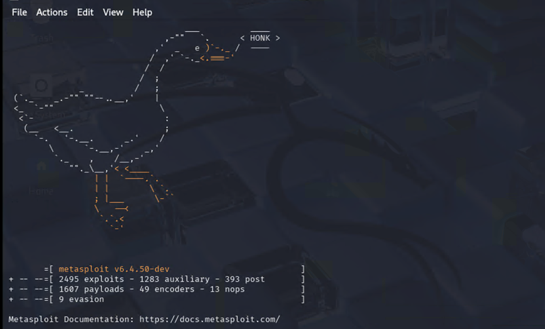 File Actions Edit View Help
< HONK >
=[ metasploit v6.4.50-dev ]
+ -- --=[ 2495 exploits - 1283 auxiliary - 393 post ]
+ -- --=[ 1607 payloads - 49 encoders - 13 nops ]
+ -- --=[ 9 evasion ]
Metasploit Documentation: https://docs.metasploit.com/